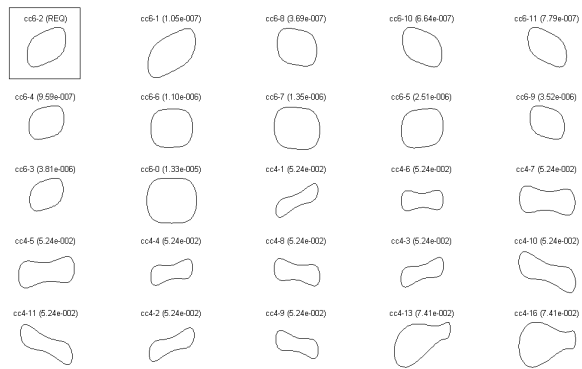 cc6-2 (REQ) cc6-1 (1.05e-007) cc6-8 (3.69e-007) cc6-10 (6.64e-007) cc6-11 (7.79e-007)
cc6-4 (9.59e-007) cc6-6 (1.10e-006) cc6-7 (1.35e-006) cc6-5 (2.51e-006) cc6-9 (3.52e-006)
cc6-3 (3.81e-006) cc6-0 (1.33e-005) cc4-1 (5.24e-002) cc4-6 (5.24e-002) cc4-7 (5.24e-002)
cc4-5 (5.24e-002) cc4-4 (5.24e-002) cc4-8 (5.24e-002) cc4-3 (5.24e-002) cc4-10 (5.24e-002)
cc4-11 (5.24e-002) cc4-2 (5.24e-002) cc4-9 (5.24e-002) cc4-13 (7.41e-002) cc4-16 (7.41e-002)